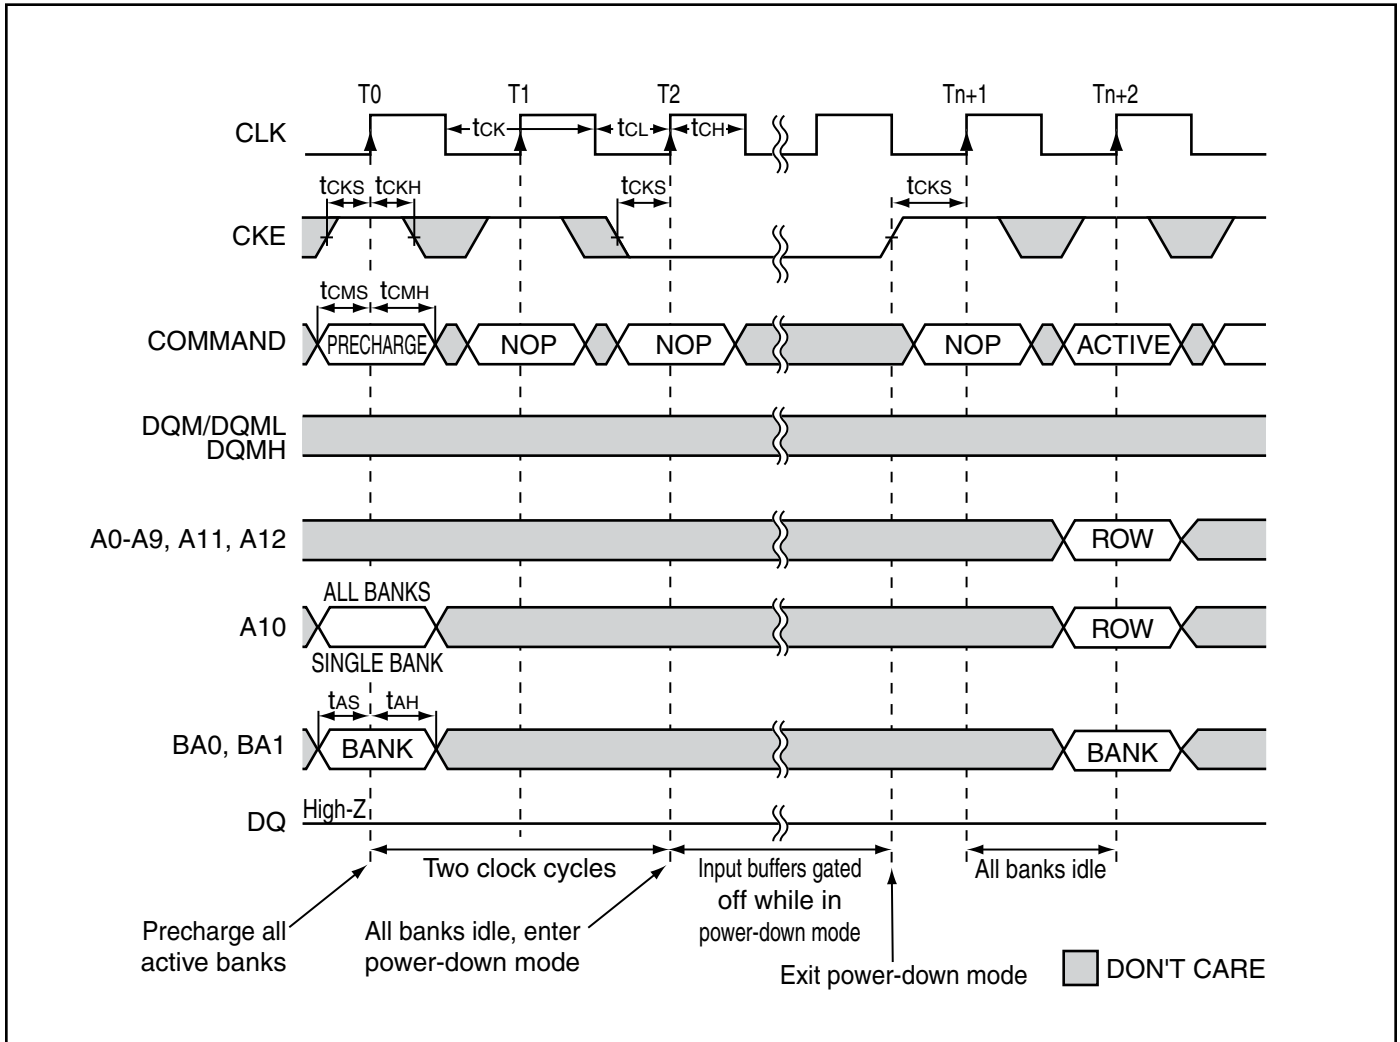 T0 T1 T2 Tn+1 Tn+2
CLK tCK tCL tCH
tCKS tCKH tCKS tCKS
CKE
tCMS tCMH
COMMAND PRECHARGE NOP NOP NOP ACTIVE
DQM/DQML
DQMH
A0-A9, A11, A12 ROW
ALL BANKS
A10 ROW
SINGLE BANK
tAS tAH
BA0, BA1 BANK BANK
High-Z
DQ
Two clock cycles
Input buffers gated
off while in
power-down mode
All banks idle
Precharge all
active banks
All banks idle, enter
power-down mode
Exit power-down mode
DON'T CARE